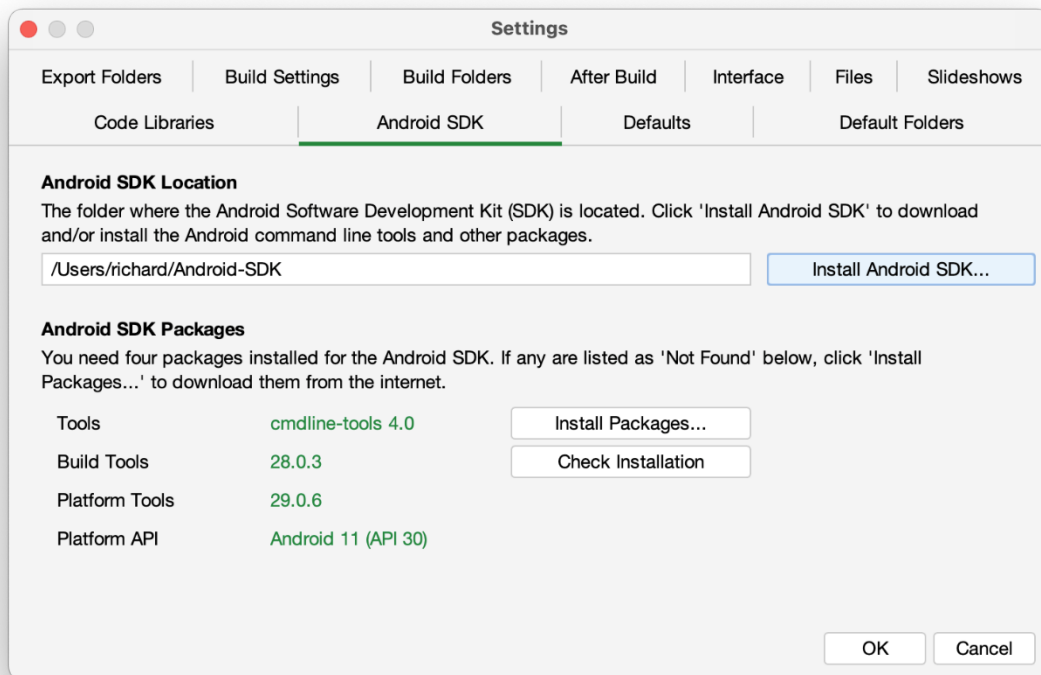 Settings
Export Folders Build Settings Build Folders After Build Interface Files Slideshows
Code Libraries Android SDK Defaults Default Folders
Android SDK Location
The folder where the Android Software Development Kit (SDK) is located. Click 'Install Android SDK' to download
and/or install the Android command line tools and other packages.
/Users/richard/Android-SDK Install Android SDK...
Android SDK Packages
You need four packages installed for the Android SDK. If any are listed as 'Not Found' below, click 'Install
Packages...' to download them from the internet.
Tools cmdline-tools 4.0 Install Packages...
Build Tools 28.0.3 Check Installation
Platform Tools 29.0.6
Platform API Android 11 (API 30)
OK Cancel